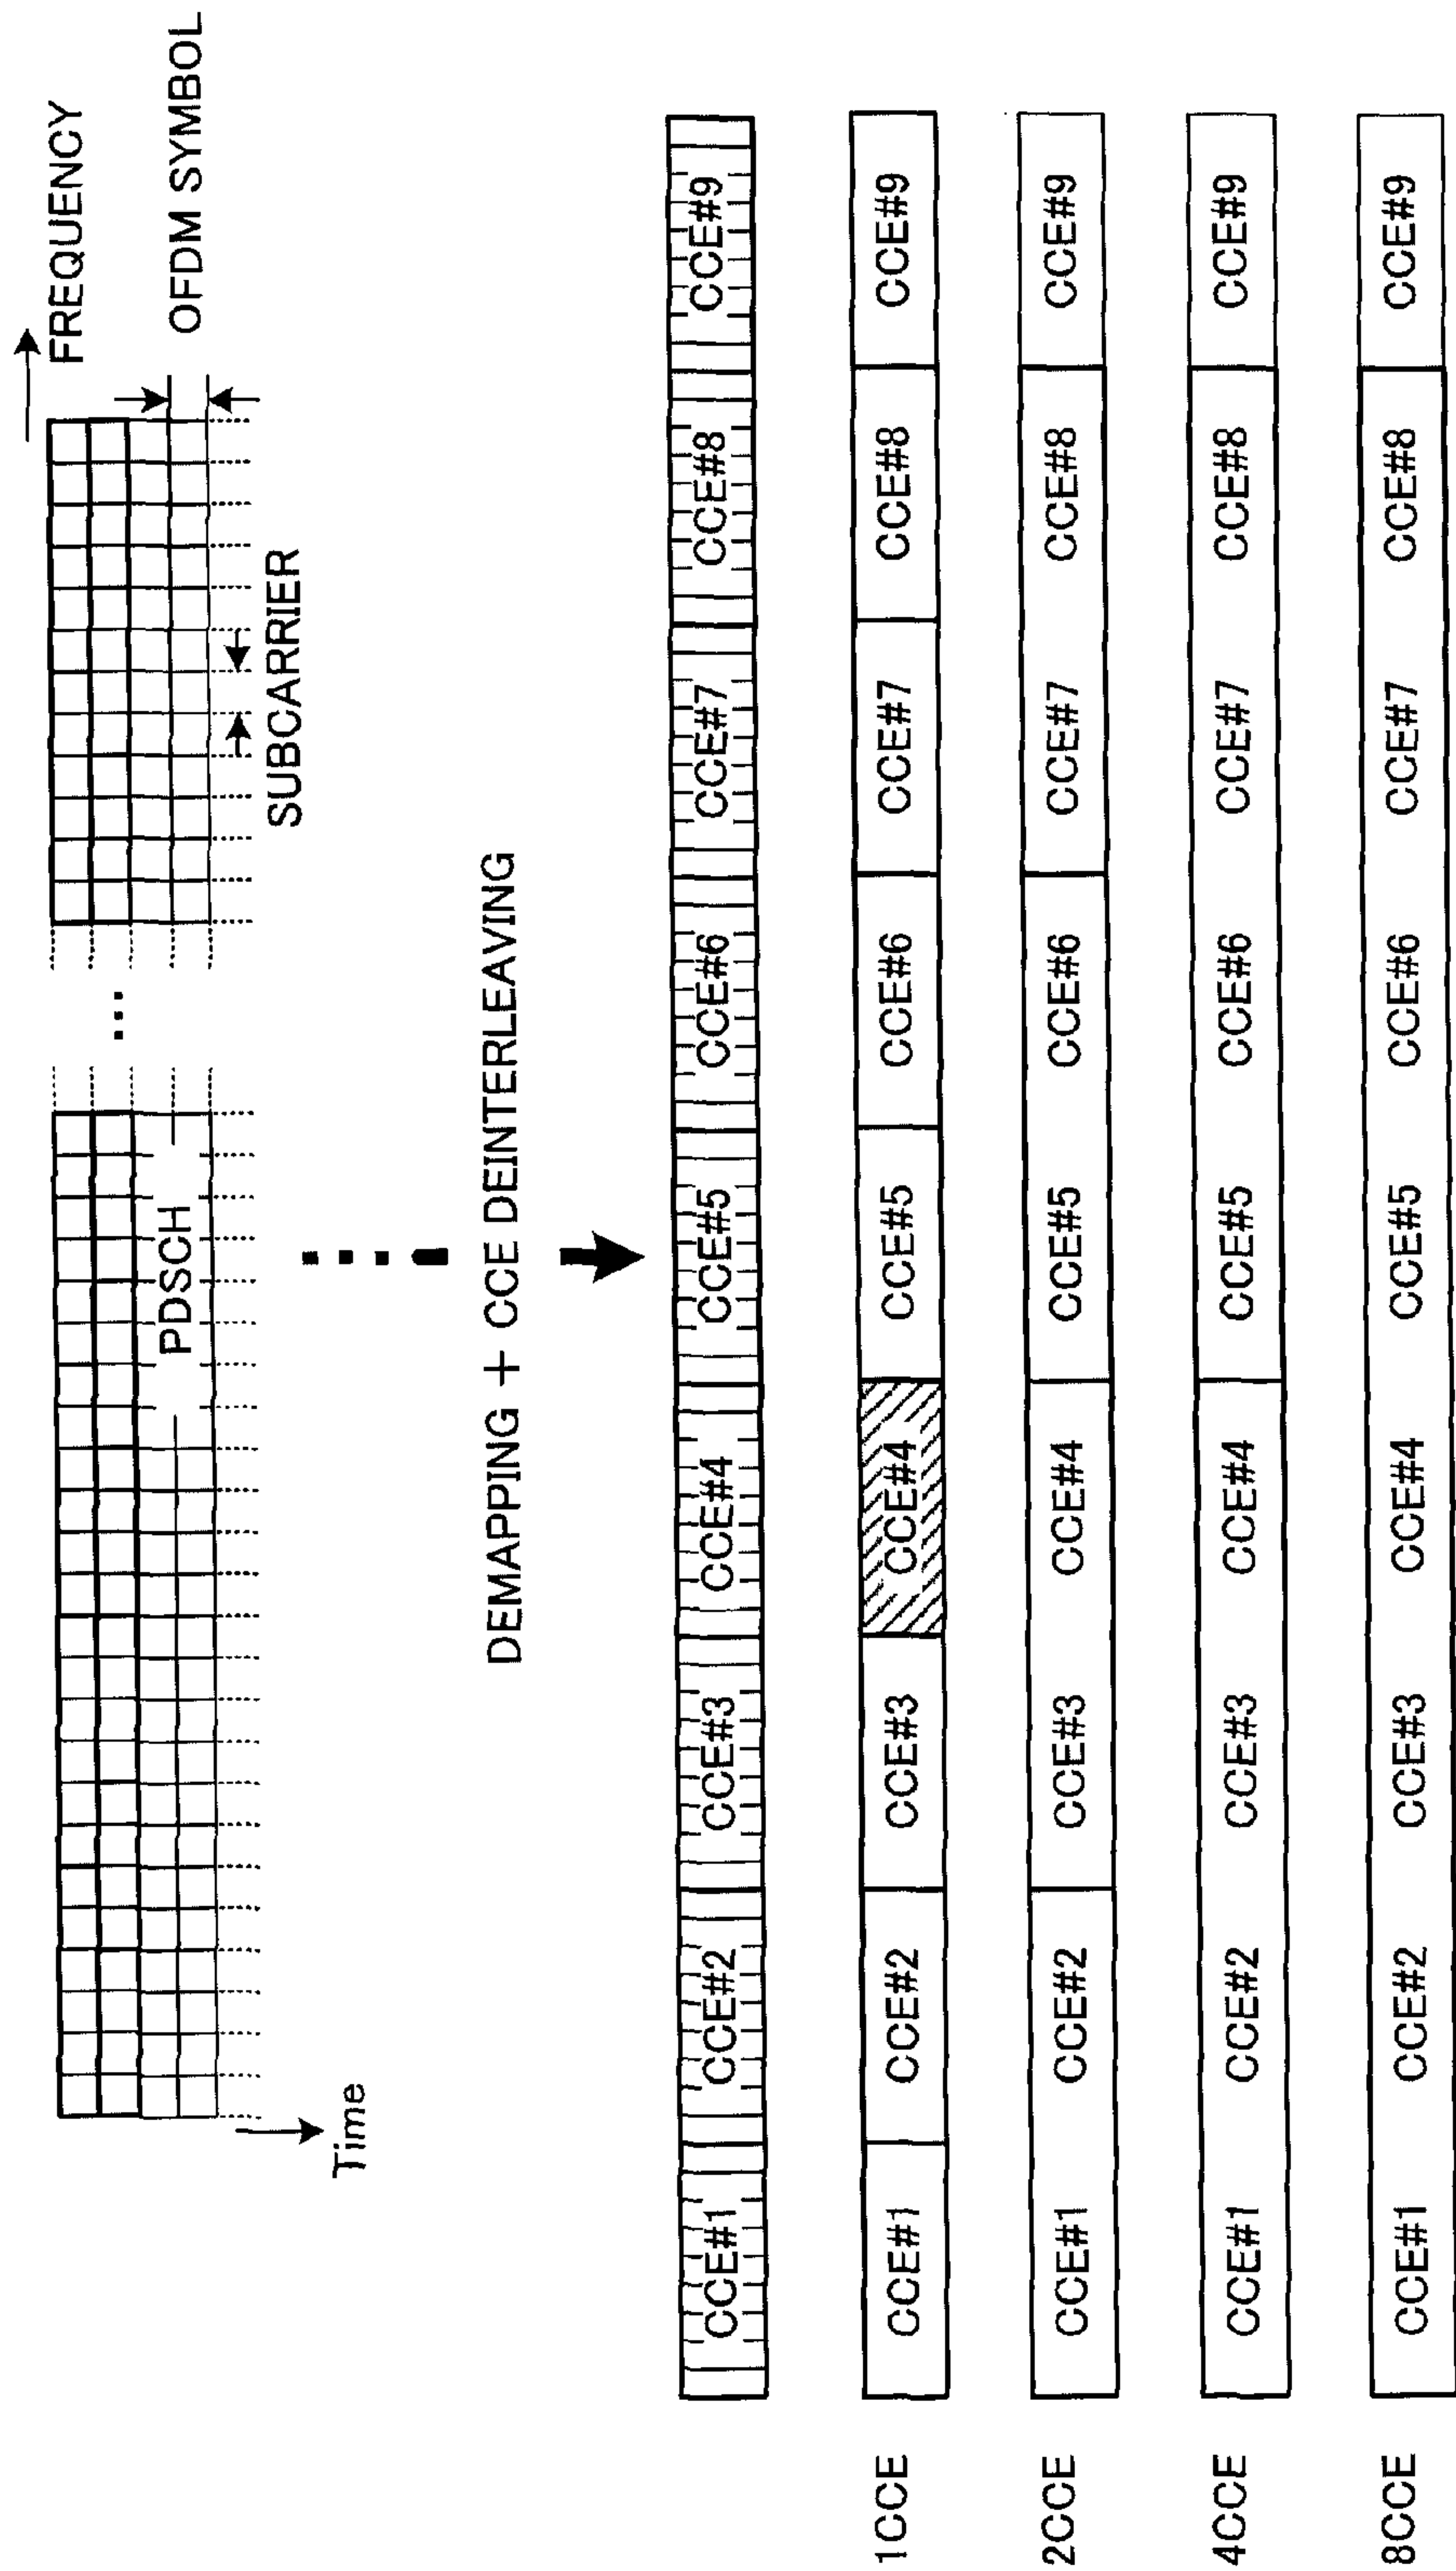 FREQUENCY
OFDM SYMBOL
SUBCARRIER
PDSCH
Time
DEMAPPING + CCE DEINTERLEAVING
CCE#1 CCE#2 CCE#3 CCE#4 CCE#5 CCE#6 CCE#7 CCE#8 CCE#9
1CCE CCE#1 CCE#2 CCE#3 CCE#4 CCE#5 CCE#6 CCE#7 CCE#8 CCE#9
2CCE CCE#1 CCE#2 CCE#3 CCE#4 CCE#5 CCE#6 CCE#7 CCE#8 CCE#9
4CCE CCE#1 CCE#2 CCE#3 CCE#4 CCE#5 CCE#6 CCE#7 CCE#8 CCE#9
8CCE CCE#1 CCE#2 CCE#3 CCE#4 CCE#5 CCE#6 CCE#7 CCE#8 CCE#9